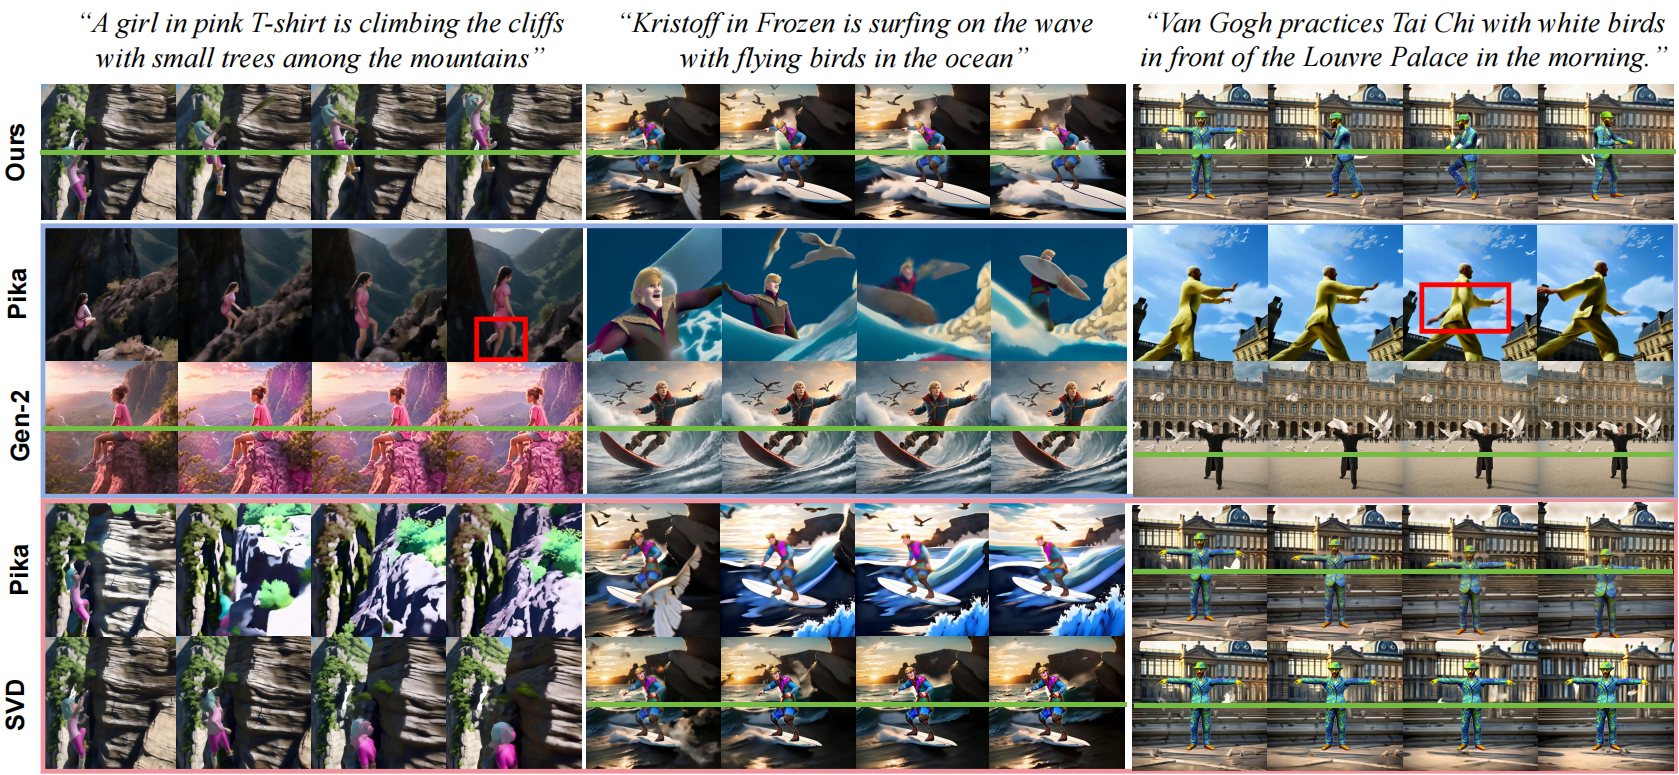 “A girl in pink T-shirt is climbing the cliffs
with small trees among the mountains”
“Kristoff in Frozen is surfing on the wave
with flying birds in the ocean”
“Van Gogh practices Tai Chi with white birds
in front of the Louvre Palace in the morning.”
Ours
Pika
Gen-2
Pika
SVD